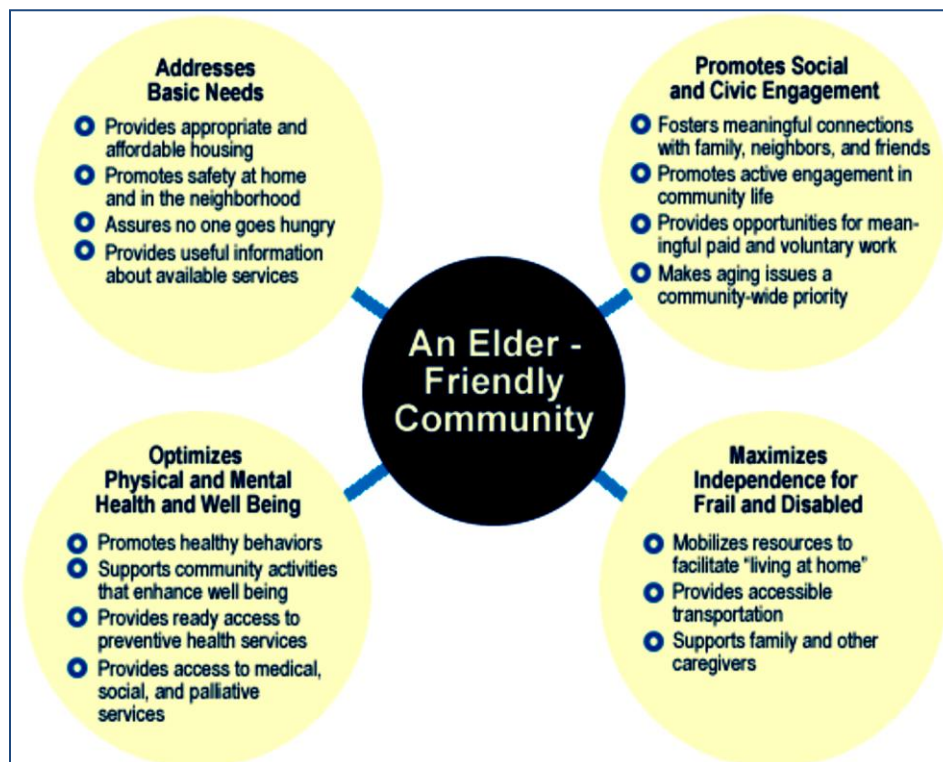 Addresses
Basic Needs
Provides appropriate and
affordable housing
Promotes safety at home
and in the neighborhood
Assures no one goes hungry
Provides useful information
about available services
Promotes Social
and Civic Engagement
Fosters meaningful connections
with family, neighbors, and friends
Promotes active engagement in
community life
Provides opportunities for mean-
ingful paid and voluntary work
Makes aging issues a
community-wide priority
An Elder -
Friendly
Community
Optimizes
Physical and Mental
Health and Well Being
Promotes healthy behaviors
Supports community activities
that enhance well being
Provides ready access to
preventive health services
Provides access to medical,
social, and palliative
services
Maximizes
Independence for
Frail and Disabled
Mobilizes resources to
facilitate “living at home”
Provides accessible
transportation
Supports family and other
caregivers